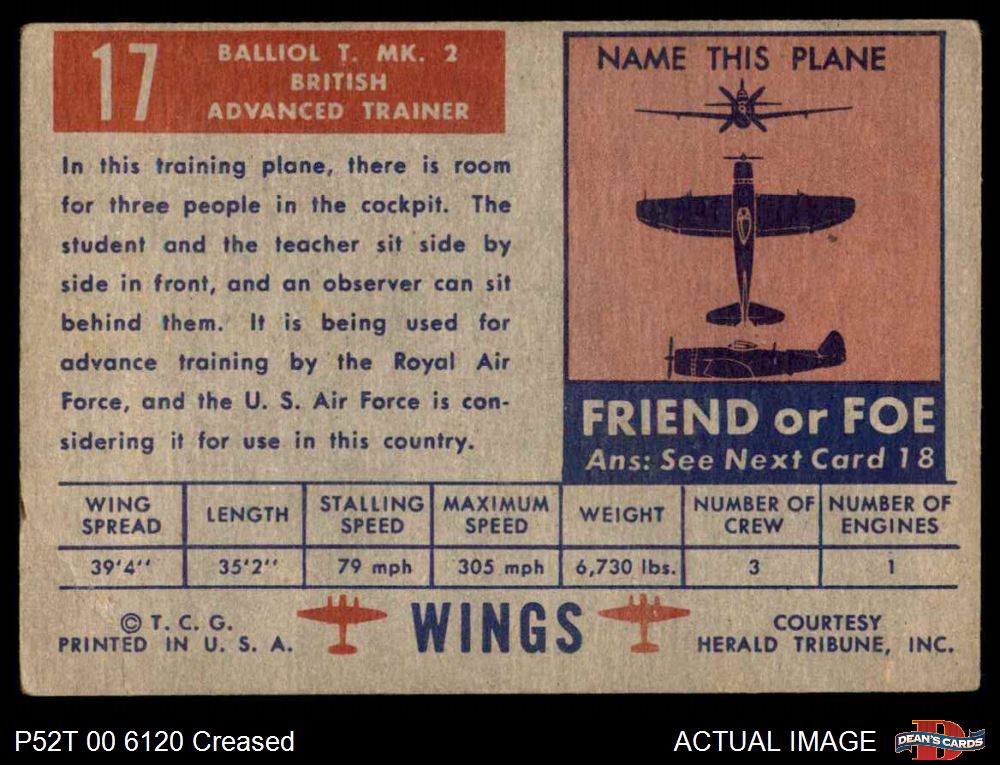 17
BALLIOL T. MK. 2
BRITISH
ADVANCED TRAINER
In this training plane, there is room
for three people in the cockpit. The
student and the teacher sit side by
side in front, and an observer can sit
behind them. It is being used for
advance training by the Royal Air
Force, and the U. S. Air Force is con-
sidering it for use in this country.
NAME THIS PLANE
FRIEND or FOE
Ans: See Next Card 18
WING SPREAD
LENGTH
STALLING SPEED
MAXIMUM SPEED
WEIGHT
NUMBER OF CREW
NUMBER OF ENGINES
39'4''
35'2''
79 mph
305 mph
6,730 lbs.
3
1
© T. C. G.
PRINTED IN U. S. A.
WINGS
COURTESY
HERALD TRIBUNE, INC.
P52T 00 6120 Creased
ACTUAL IMAGE
D
DEAN'S CARDS